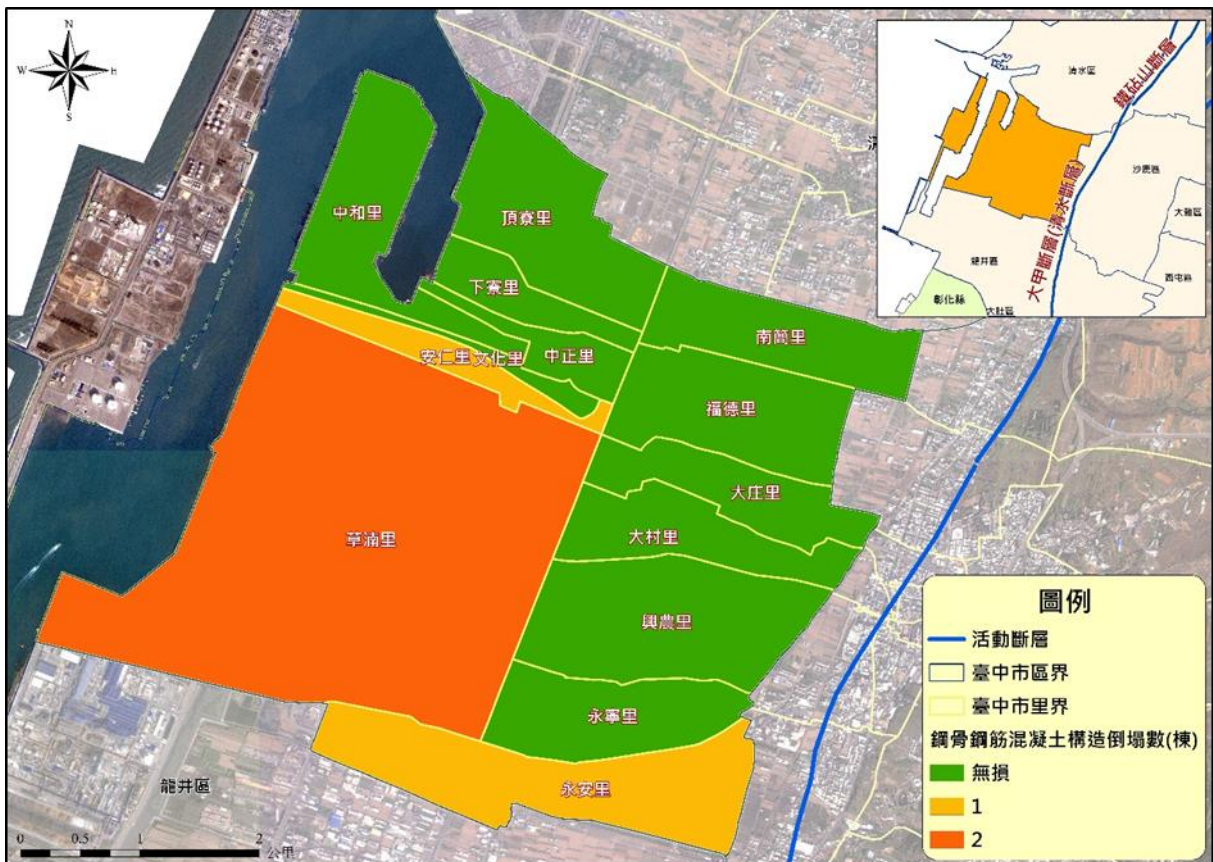 N
W
E
S
中和里
頂寮里
下寮里
安仁里
文化里
中正里
南簡里
福德里
大庄里
大村里
草湳里
興農里
永寧里
永安里
龍井區
0 0.5 1 2
公里
清水區
鐵砧山斷層
沙鹿區
大雅區
大甲斷層(清水斷層)
龍井區
西屯區
彰化縣
大肚區
圖例
活動斷層
臺中市區界
臺中市里界
鋼骨鋼筋混凝土構造倒塌數(棟)
無損
1
2